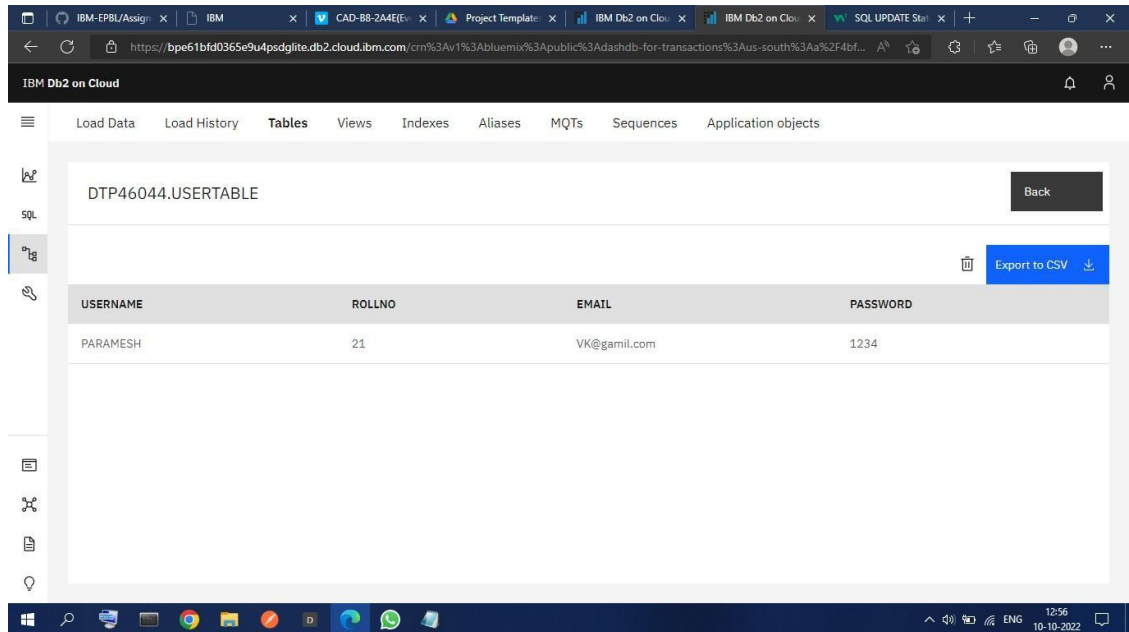 IBM-EPBL/Assign
IBM
CAD-B8-2A4E(Eve
Project Template:
IBM Db2 on Clou
IBM Db2 on Clou
SQL UPDATE Stat
https://bpe61bfd0365e9u4psdglite.db2.cloud.ibm.com/crn%3Av1%3Abluemix%3Apublic%3Adashdb-for-transactions%3Aus-south%3Aa%2F4bf...
IBM Db2 on Cloud
Load Data Load History Tables Views Indexes Aliases MQTs Sequences Application objects
DTP46044.USERTABLE
Back
SQL
Export to CSV
USERNAME ROLLNO EMAIL PASSWORD
PARAMESH 21 VK@gamil.com 1234
ENG
12:56
10-10-2022